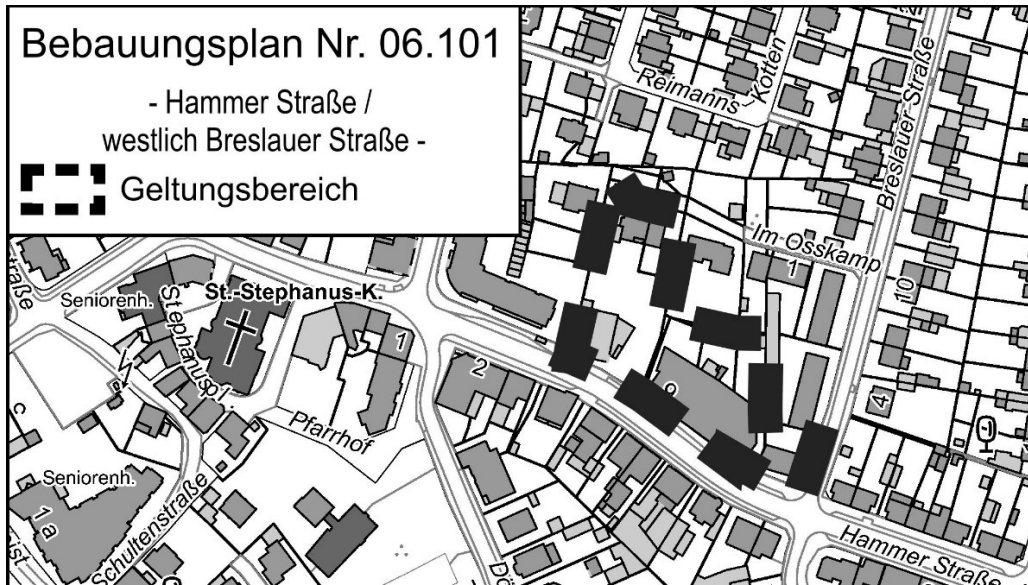 Bebauungsplan Nr. 06.101
- Hammer Straße /
westlich Breslauer Straße -
Geltungsbereich
Reimanns
Kotten
Breslauer Straße
Im Osskamp
1
10
straße
Seniorenh.
St.-Stephanus-K.
Stephanuspl.
1
2
4
Pfarrhof
c
Seniorenh.
1 a
Schultenstraße
Hammer Straße